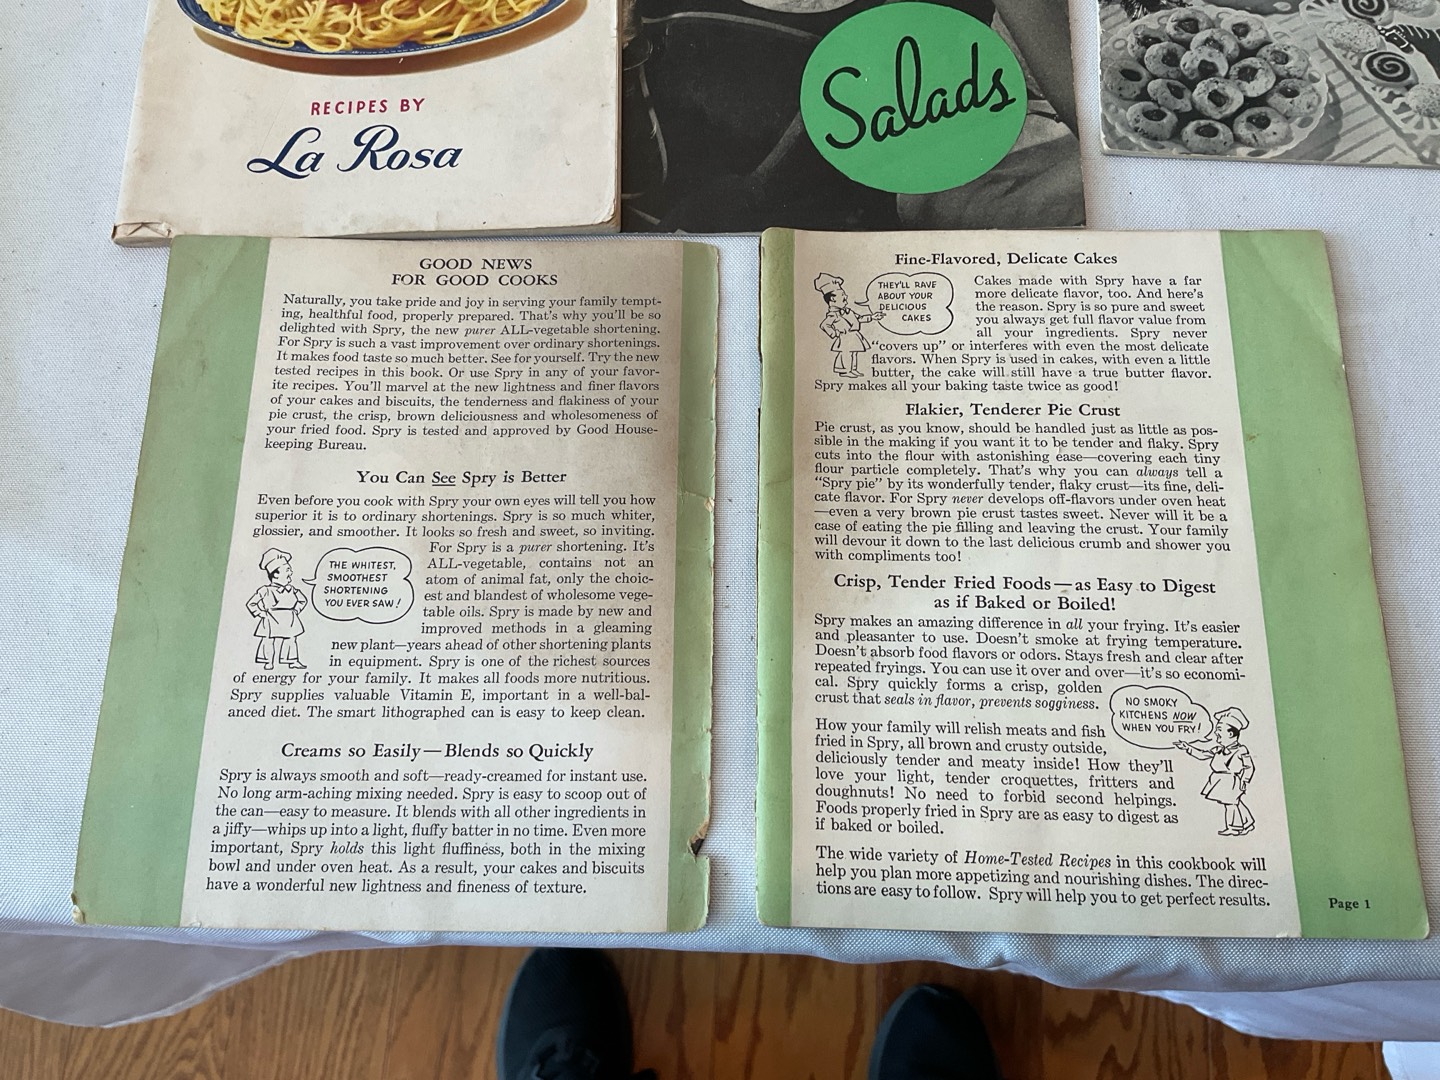 RECIPES BY
La Rosa
Salads
GOOD NEWS
FOR GOOD COOKS
Naturally, you take pride and joy in serving your family tempt-
ing, healthful food, properly prepared. That's why you'll be so
delighted with Spry, the new purer ALL-vegetable shortening.
For Spry is such a vast improvement over ordinary shortenings.
It makes food taste so much better. See for yourself. Try the new
tested recipes in this book. Or use Spry in any of your favor-
ite recipes. You'll marvel at the new lightness and finer flavors
of your cakes and biscuits, the tenderness and flakiness of your
pie crust, the crisp, brown deliciousness and wholesomeness of
your fried food. Spry is tested and approved by Good House-
keeping Bureau.
You Can See Spry is Better
Even before you cook with Spry your own eyes will tell you how
superior it is to ordinary shortenings. Spry is so much whiter,
glossier, and smoother. It looks so fresh and sweet, so inviting.
For Spry is a purer shortening. It's
ALL-vegetable, contains not an
atom of animal fat, only the choic-
est and blandest of wholesome vege-
table oils. Spry is made by new and
improved methods in a gleaming
new plant—years ahead of other shortening plants
in equipment. Spry is one of the richest sources
of energy for your family. It makes all foods more nutritious.
Spry supplies valuable Vitamin E, important in a well-bal-
anced diet. The smart lithographed can is easy to keep clean.
THE WHITEST,
SMOOTHEST
SHORTENING
YOU EVER SAW!
Creams so Easily—Blends so Quickly
Spry is always smooth and soft—ready-creamed for instant use.
No long arm-aching mixing needed. Spry is easy to scoop out of
the can—easy to measure. It blends with all other ingredients in
a jiffy—whips up into a light, fluffy batter in no time. Even more
important, Spry holds this light fluffiness, both in the mixing
bowl and under oven heat. As a result, your cakes and biscuits
have a wonderful new lightness and fineness of texture.
Fine-Flavored, Delicate Cakes
THEY'LL RAVE
ABOUT YOUR
DELICIOUS
CAKES
Cakes made with Spry have a far
more delicate flavor, too. And here's
the reason. Spry is so pure and sweet
you always get full flavor value from
all your ingredients. Spry never
"covers up" or interferes with even the most delicate
flavors. When Spry is used in cakes, with even a little
butter, the cake will still have a true butter flavor.
Spry makes all your baking taste twice as good!
Flakier, Tenderer Pie Crust
Pie crust, as you know, should be handled just as little as pos-
sible in the making if you want it to be tender and flaky. Spry
cuts into the flour with astonishing ease—covering each tiny
flour particle completely. That's why you can always tell a
"Spry pie" by its wonderfully tender, flaky crust—its fine, deli-
cate flavor. For Spry never develops off-flavors under oven heat
—even a very brown pie crust tastes sweet. Never will it be a
case of eating the pie filling and leaving the crust. Your family
will devour it down to the last delicious crumb and shower you
with compliments too!
Crisp, Tender Fried Foods—as Easy to Digest
as if Baked or Boiled!
Spry makes an amazing difference in all your frying. It's easier
and pleasanter to use. Doesn't smoke at frying temperature.
Doesn't absorb food flavors or odors. Stays fresh and clear after
repeated fryings. You can use it over and over—it's so economi-
cal. Spry quickly forms a crisp, golden
crust that seals in flavor, prevents sogginess.
NO SMOKY
KITCHENS NOW
WHEN YOU FRY!
How your family will relish meats and fish
fried in Spry, all brown and crusty outside,
deliciously tender and meaty inside! How they'll
love your light, tender croquettes, fritters and
doughnuts! No need to forbid second helpings.
Foods properly fried in Spry are as easy to digest as
if baked or boiled.
The wide variety of Home-Tested Recipes in this cookbook will
help you plan more appetizing and nourishing dishes. The direc-
tions are easy to follow. Spry will help you to get perfect results.
Page 1